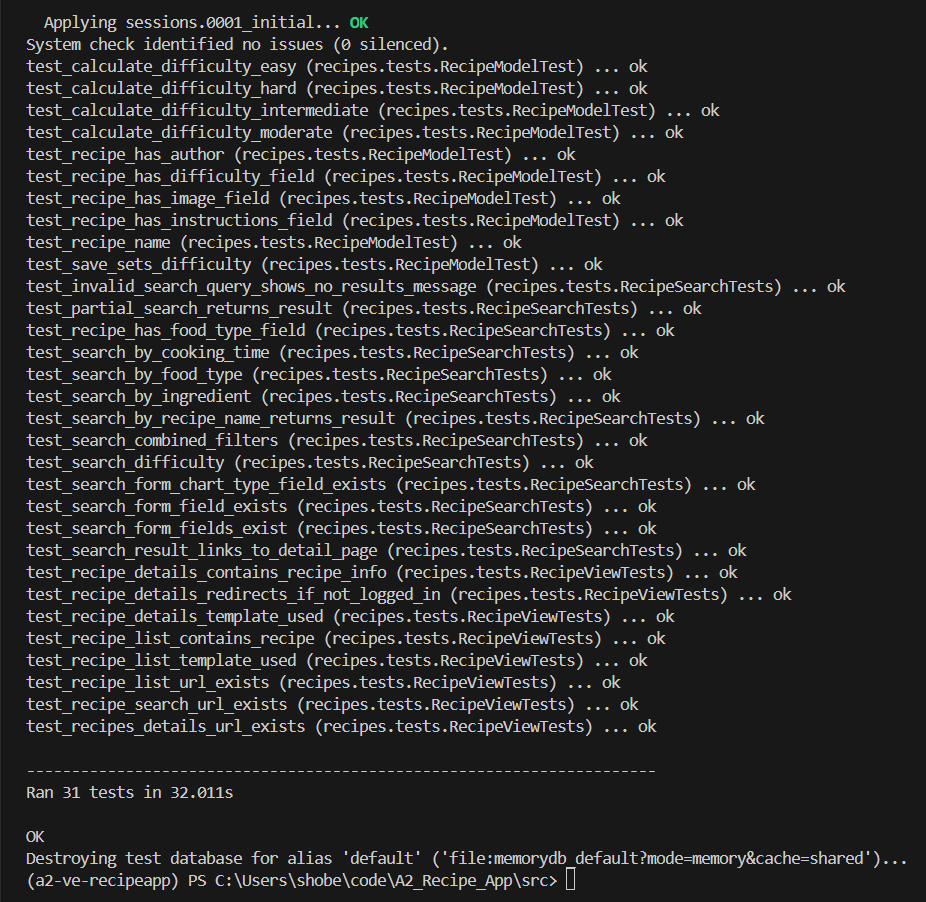 Applying sessions.0001_initial... OK
System check identified no issues (0 silenced).
test_calculate_difficulty_easy (recipes.tests.RecipeModelTest) ... ok
test_calculate_difficulty_hard (recipes.tests.RecipeModelTest) ... ok
test_calculate_difficulty_intermediate (recipes.tests.RecipeModelTest) ... ok
test_calculate_difficulty_moderate (recipes.tests.RecipeModelTest) ... ok
test_recipe_has_author (recipes.tests.RecipeModelTest) ... ok
test_recipe_has_difficulty_field (recipes.tests.RecipeModelTest) ... ok
test_recipe_has_image_field (recipes.tests.RecipeModelTest) ... ok
test_recipe_has_instructions_field (recipes.tests.RecipeModelTest) ... ok
test_recipe_name (recipes.tests.RecipeModelTest) ... ok
test_save_sets_difficulty (recipes.tests.RecipeModelTest) ... ok
test_invalid_search_query_shows_no_results_message (recipes.tests.RecipeSearchTests) ... ok
test_partial_search_returns_result (recipes.tests.RecipeSearchTests) ... ok
test_recipe_has_food_type_field (recipes.tests.RecipeSearchTests) ... ok
test_search_by_cooking_time (recipes.tests.RecipeSearchTests) ... ok
test_search_by_food_type (recipes.tests.RecipeSearchTests) ... ok
test_search_by_ingredient (recipes.tests.RecipeSearchTests) ... ok
test_search_by_recipe_name_returns_result (recipes.tests.RecipeSearchTests) ... ok
test_search_combined_filters (recipes.tests.RecipeSearchTests) ... ok
test_search_difficulty (recipes.tests.RecipeSearchTests) ... ok
test_search_form_chart_type_field_exists (recipes.tests.RecipeSearchTests) ... ok
test_search_form_field_exists (recipes.tests.RecipeSearchTests) ... ok
test_search_form_fields_exist (recipes.tests.RecipeSearchTests) ... ok
test_search_result_links_to_detail_page (recipes.tests.RecipeSearchTests) ... ok
test_recipe_details_contains_recipe_info (recipes.tests.RecipeViewTests) ... ok
test_recipe_details_redirects_if_not_logged_in (recipes.tests.RecipeViewTests) ... ok
test_recipe_details_template_used (recipes.tests.RecipeViewTests) ... ok
test_recipe_list_contains_recipe (recipes.tests.RecipeViewTests) ... ok
test_recipe_list_template_used (recipes.tests.RecipeViewTests) ... ok
test_recipe_list_url_exists (recipes.tests.RecipeViewTests) ... ok
test_recipe_search_url_exists (recipes.tests.RecipeViewTests) ... ok
test_recipes_details_url_exists (recipes.tests.RecipeViewTests) ... ok
----------------------------------------------------------------------
Ran 31 tests in 32.011s
OK
Destroying test database for alias 'default' ('file:memorydb_default?mode=memory&cache=shared')...
(a2-ve-recipeapp) PS C:\Users\shobe\code\A2_Recipe_App\src>